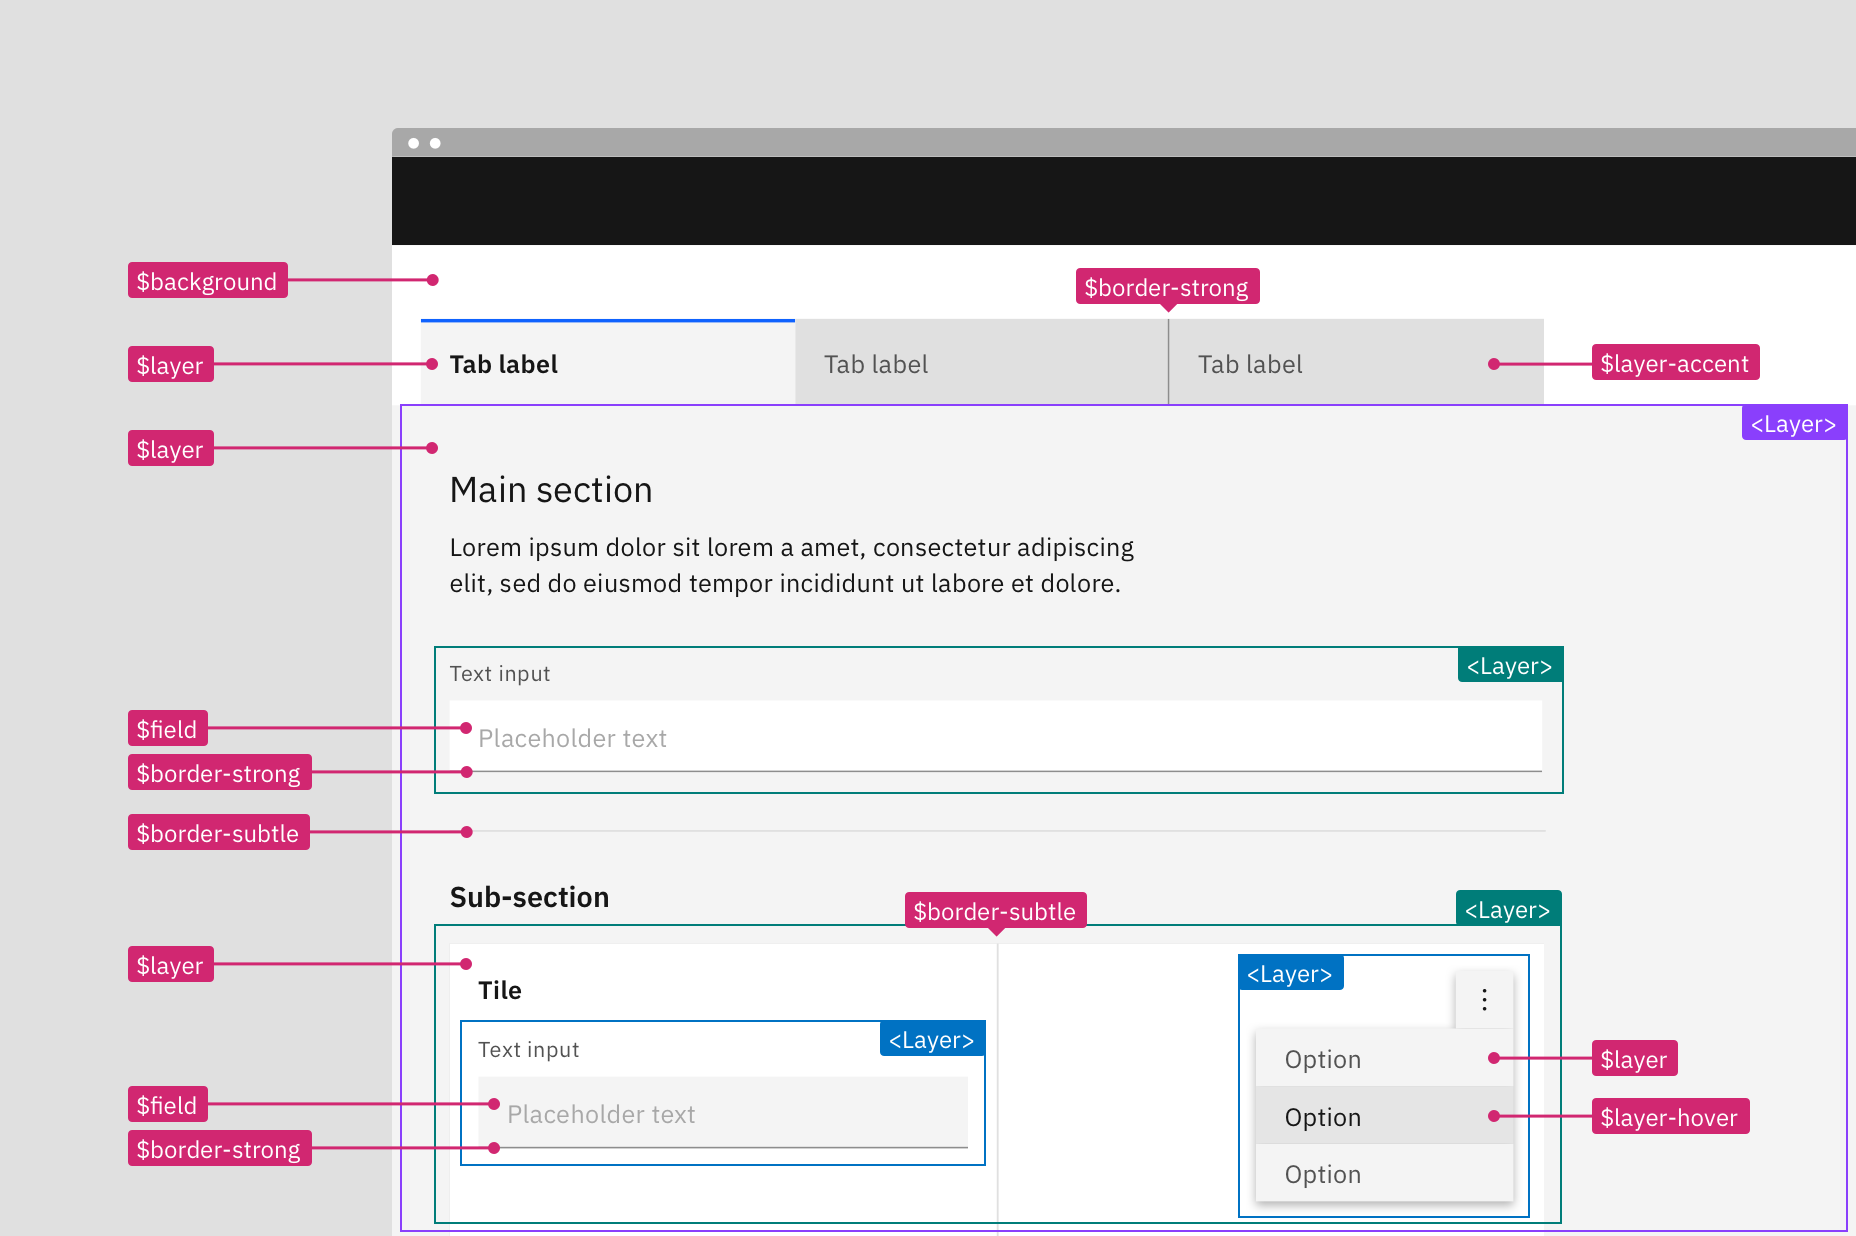 $background
$border-strong
$layer
Tab label
Tab label
Tab label
$layer-accent
<Layer>
$layer
Main section
Lorem ipsum dolor sit lorem a amet, consectetur adipiscing
elit, sed do eiusmod tempor incididunt ut labore et dolore.
<Layer>
Text input
$field
Placeholder text
$border-strong
$border-subtle
Sub-section
$border-subtle
<Layer>
$layer
Tile
<Layer>
<Layer>
Text input
Option
$layer
$field
Placeholder text
Option
$layer-hover
$border-strong
Option